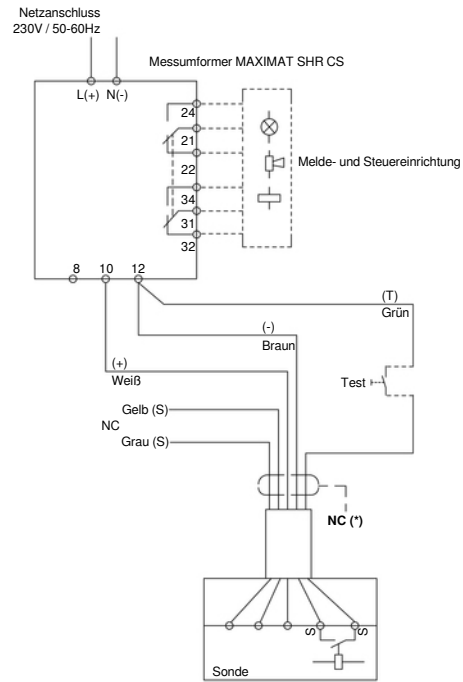 Netzanschluss
230V / 50-60Hz
Messumformer MAXIMAT SHR CS
L(+) N(-)
24
21
22
34
31
32
Melde- und Steuereinrichtung
8 10 12
(T)
Grün
(-)
Braun
(+)
Weiß
Test
Gelb (S)
NC
Grau (S)
NC (*)
S S
Sonde